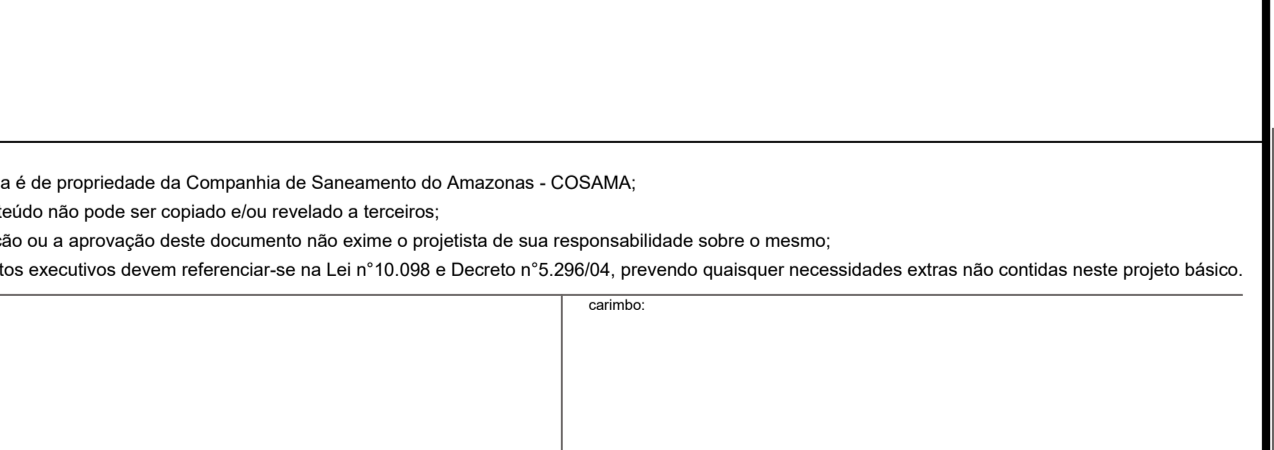 a é de propriedade da Companhia de Saneamento do Amazonas - COSAMA;
teúdo não pode ser copiado e/ou revelado a terceiros;
ção ou a aprovação deste documento não exime o projetista de sua responsabilidade sobre o mesmo;
tos executivos devem referenciar-se na Lei n°10.098 e Decreto n°5.296/04, prevendo quaisquer necessidades extras não contidas neste projeto básico.
carimbo: